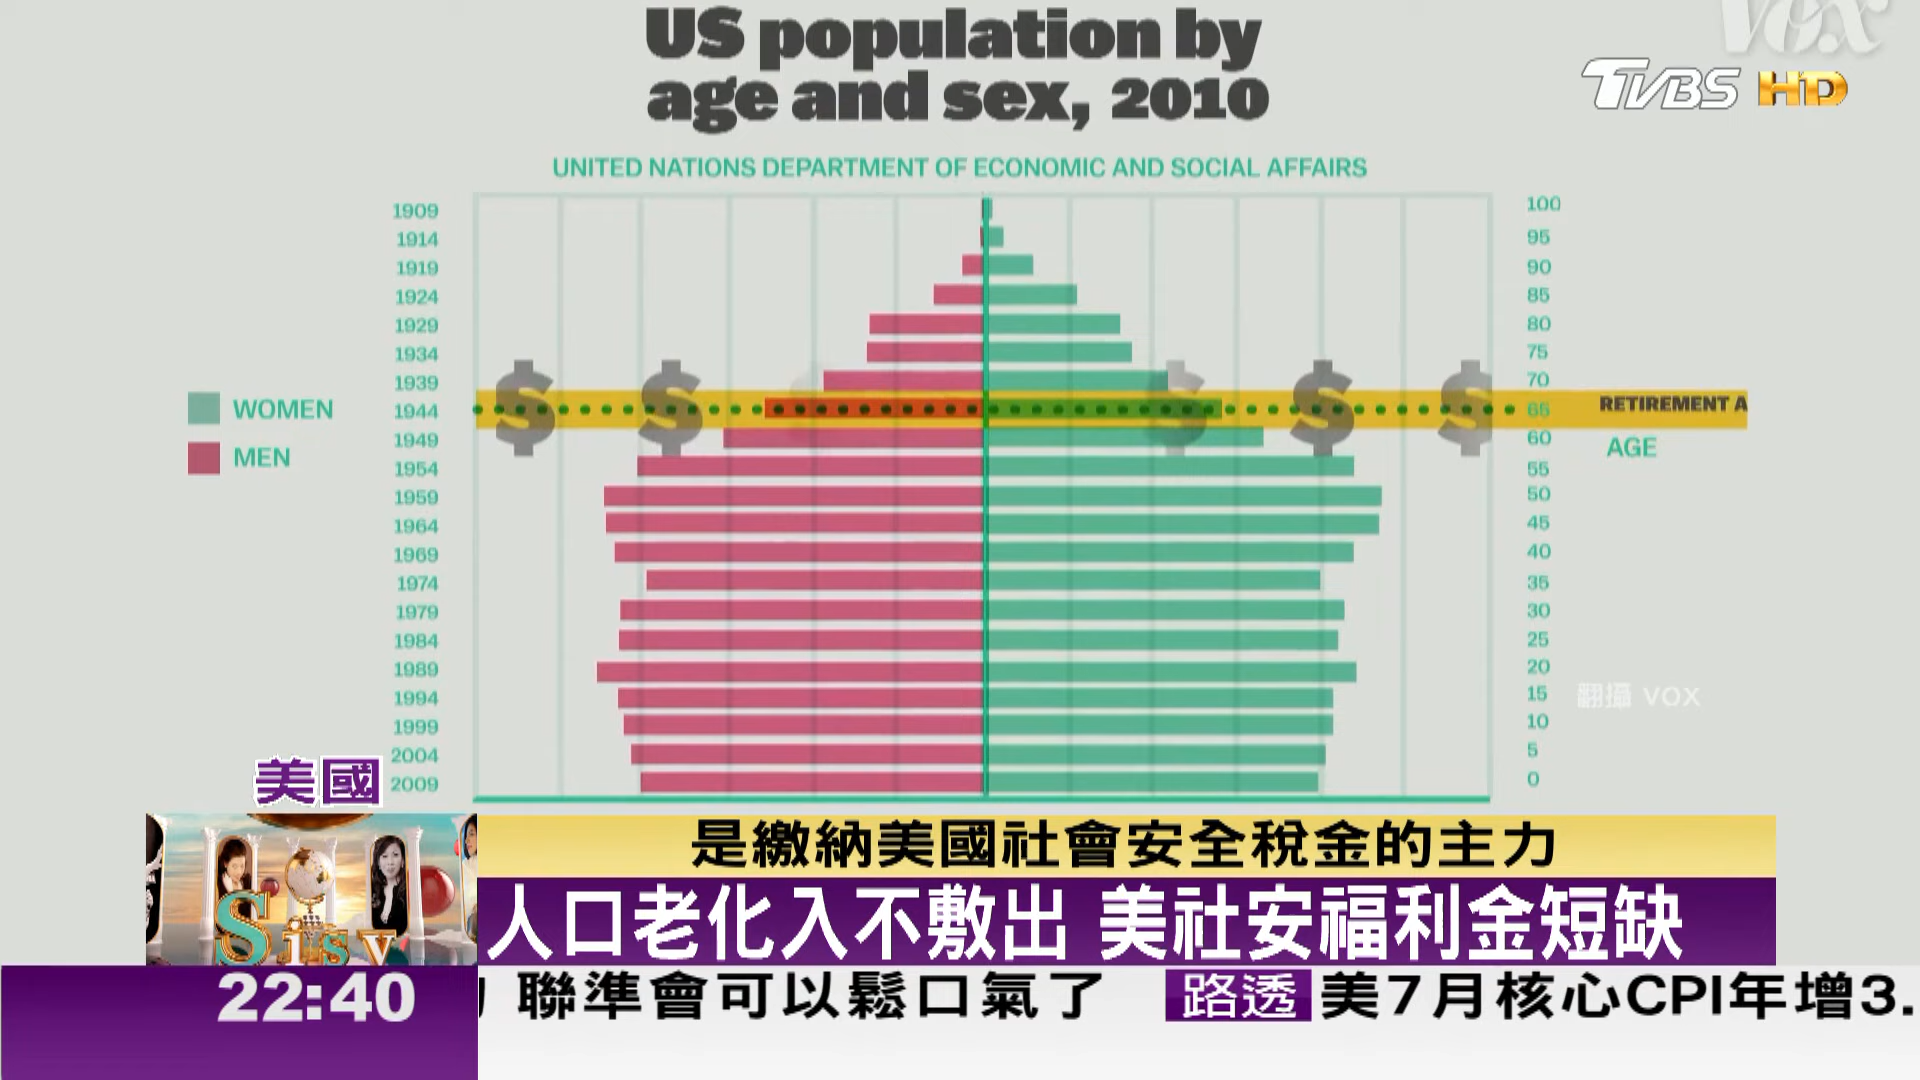 US population by
age and sex, 2010
VOX
TVBS HD
UNITED NATIONS DEPARTMENT OF ECONOMIC AND SOCIAL AFFAIRS
1909 100
1914 95
1919 90
1924 85
1929 80
1934 75
1939 70
WOMEN 1944 65 RETIREMENT A
1949 60 AGE
MEN 1954 55
1959 50
1964 45
1969 40
1974 35
1979 30
1984 25
1989 20
1994 15
翻攝 VOX
1999 10
2004 5
2009 0
$ $ $ $ $
美國
是繳納美國社會安全稅金的主力
Sisy
人口老化入不敷出 美社安福利金短缺
22:40
聯準會可以鬆口氣了 路透 美7月核心CPI年增3.